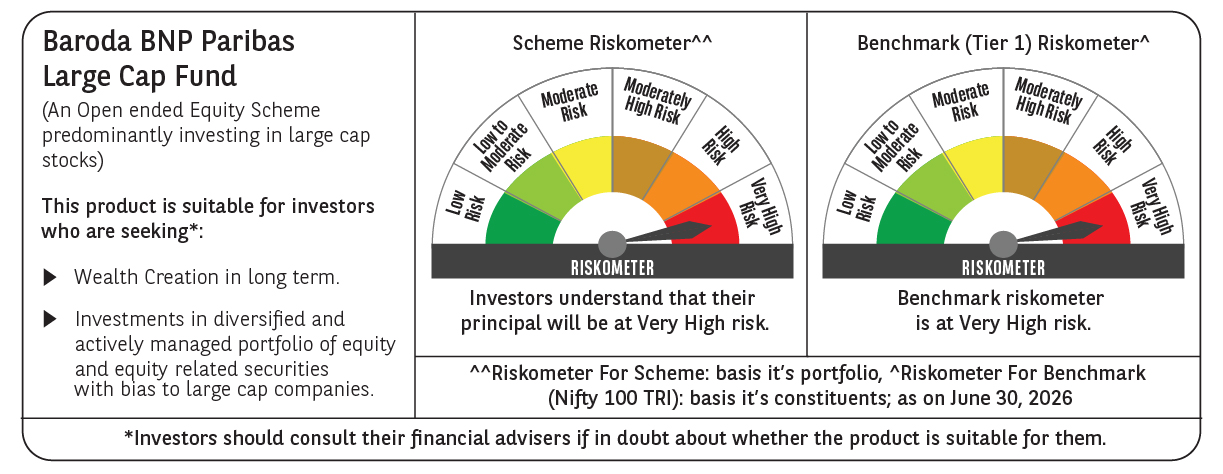 Baroda BNP Paribas
Large Cap Fund
(An Open ended Equity Scheme
predominantly investing in large cap
stocks)
This product is suitable for investors
who are seeking*:
Wealth Creation in long term.
Investments in diversified and
actively managed portfolio of equity
and equity related securities
with bias to large cap companies.
Scheme Riskometer^^
Low
Risk
Low to
Moderate
Risk
Moderate
Risk
Moderately
High Risk
High
Risk
Very High
Risk
RISKOMETER
Investors understand that their
principal will be at Very High risk.
Benchmark (Tier 1) Riskometer^
Low
Risk
Low to
Moderate
Risk
Moderate
Risk
Moderately
High Risk
High
Risk
Very High
Risk
RISKOMETER
Benchmark riskometer
is at Very High risk.
^^Riskometer For Scheme: basis it's portfolio, ^Riskometer For Benchmark
(Nifty 100 TRI): basis it's constituents; as on June 30, 2026
*Investors should consult their financial advisers if in doubt about whether the product is suitable for them.